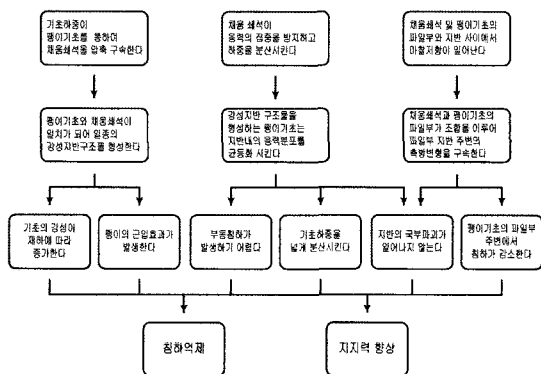 기초하중이
팽이기초를 통하여
채움쇄석을 압축 구속한다
채움 쇄석이
응력의 집중을 방지하고
하중을 분산시킨다
채움쇄석 및 팽이기초의
파일부와 지반 사이에서
마찰저항이 일어난다
팽이기초와 채움쇄석이
일치가 되어 일종의
강성지반구조를 형성한다
강성지반 구조물을
형성하는 팽이기초는
지반내의 응력분포를
균등화 시킨다
채움쇄석과 팽이기초의
파일부가 조합을 이루어
파일부 지반 주변의
측방변형을 구속한다
기초의 강성이
재하에 따라
증가한다
팽이의 근입효과가
발생한다
부동침하가
발생하기 어렵다
기초하중을
넓게 분산시킨다
지반의 국부파괴가
일어나지 않는다
팽이기초의 파일부
주변에서
침하가 감소한다
침하억제
지지력 향상